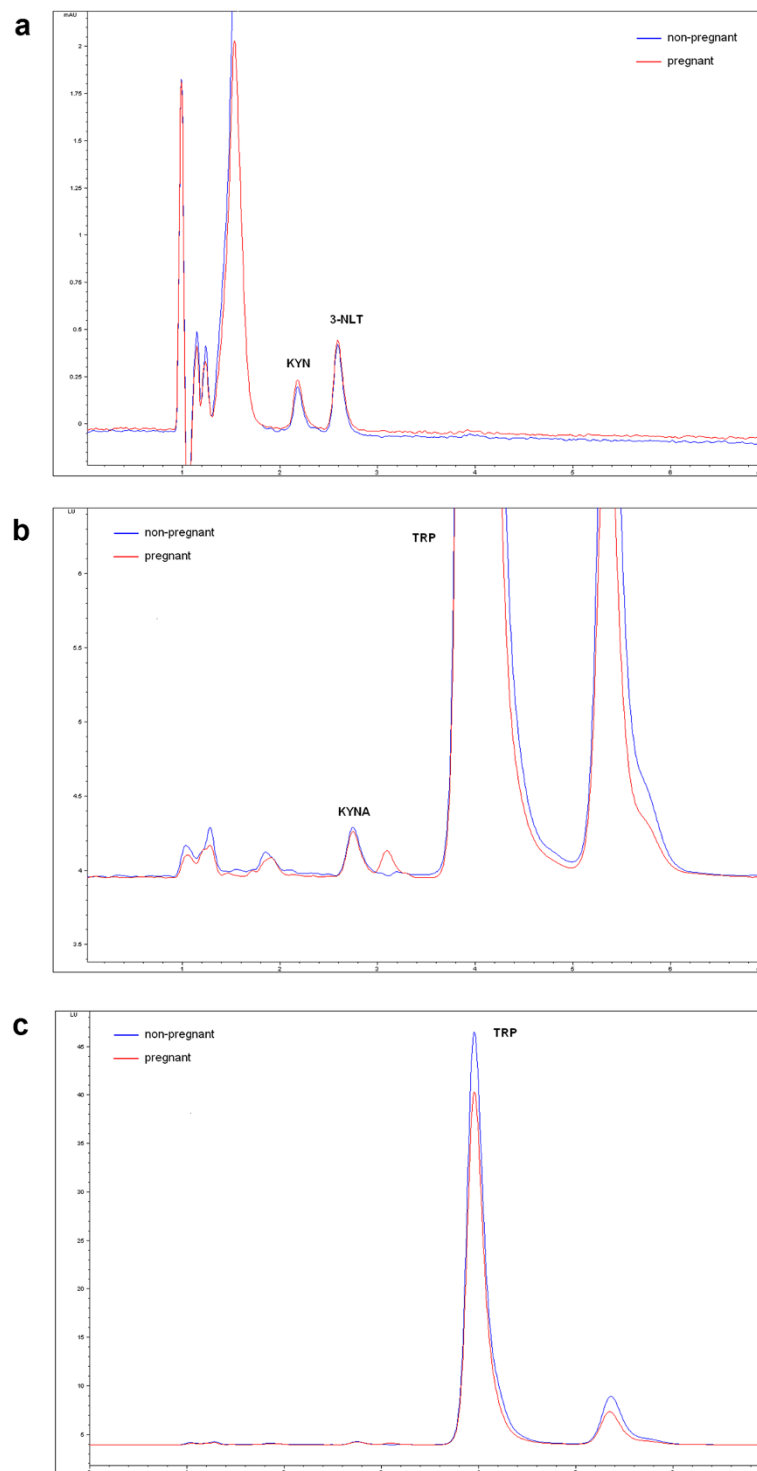 a
mAU
non-pregnant
pregnant
2
1.75
1.5
1.25
1
0.75
0.5
0.25
0
3-NLT
KYN
1 2 3 4 5 6
b
LU
non-pregnant
pregnant
TRP
6
5.5
5
4.5
4
3.5
KYNA
1 2 3 4 5 6
c
LU
non-pregnant
pregnant
TRP
45
40
35
30
25
20
15
10
5